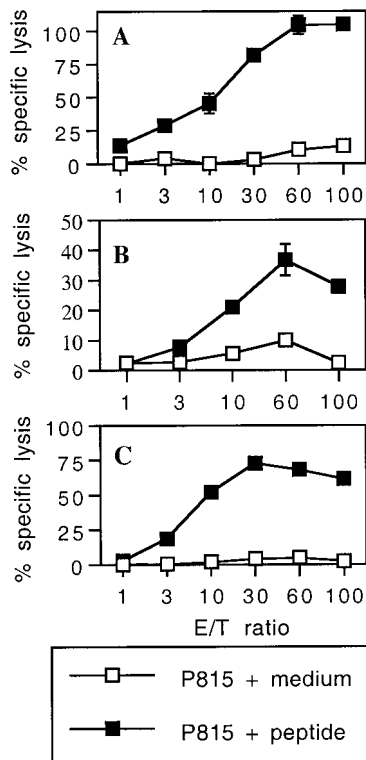 A
% specific lysis
100
75
50
25
0
1 3 10 30 60 100
B
% specific lysis
50
40
30
20
10
0
1 3 10 60 100
C
% specific lysis
100
75
50
25
0
1 3 10 30 60 100
E/T ratio
P815 + medium
P815 + peptide